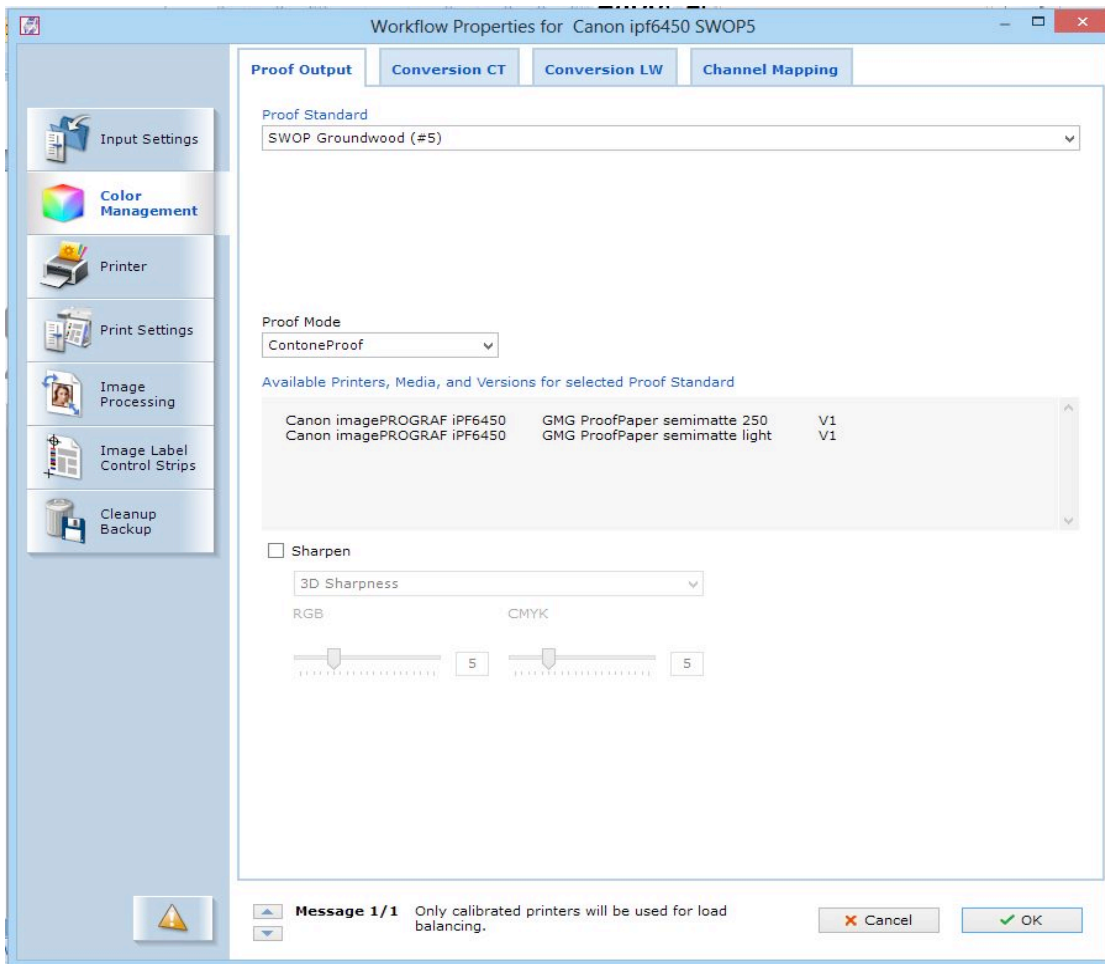 Workflow Properties for Canon ipf6450 SWOP5
Proof Output
Conversion CT
Conversion LW
Channel Mapping
Input Settings
Color
Management
Printer
Print Settings
Image
Processing
Image Label
Control Strips
Cleanup
Backup
Proof Standard
SWOP Groundwood (#5)
Proof Mode
ContoneProof
Available Printers, Media, and Versions for selected Proof Standard
Canon imagePROGRAF iPF6450 GMG ProofPaper semimatte 250 V1
Canon imagePROGRAF iPF6450 GMG ProofPaper semimatte light V1
Sharpen
3D Sharpness
RGB
CMYK
5
5
Message 1/1 Only calibrated printers will be used for load
balancing.
Cancel
OK